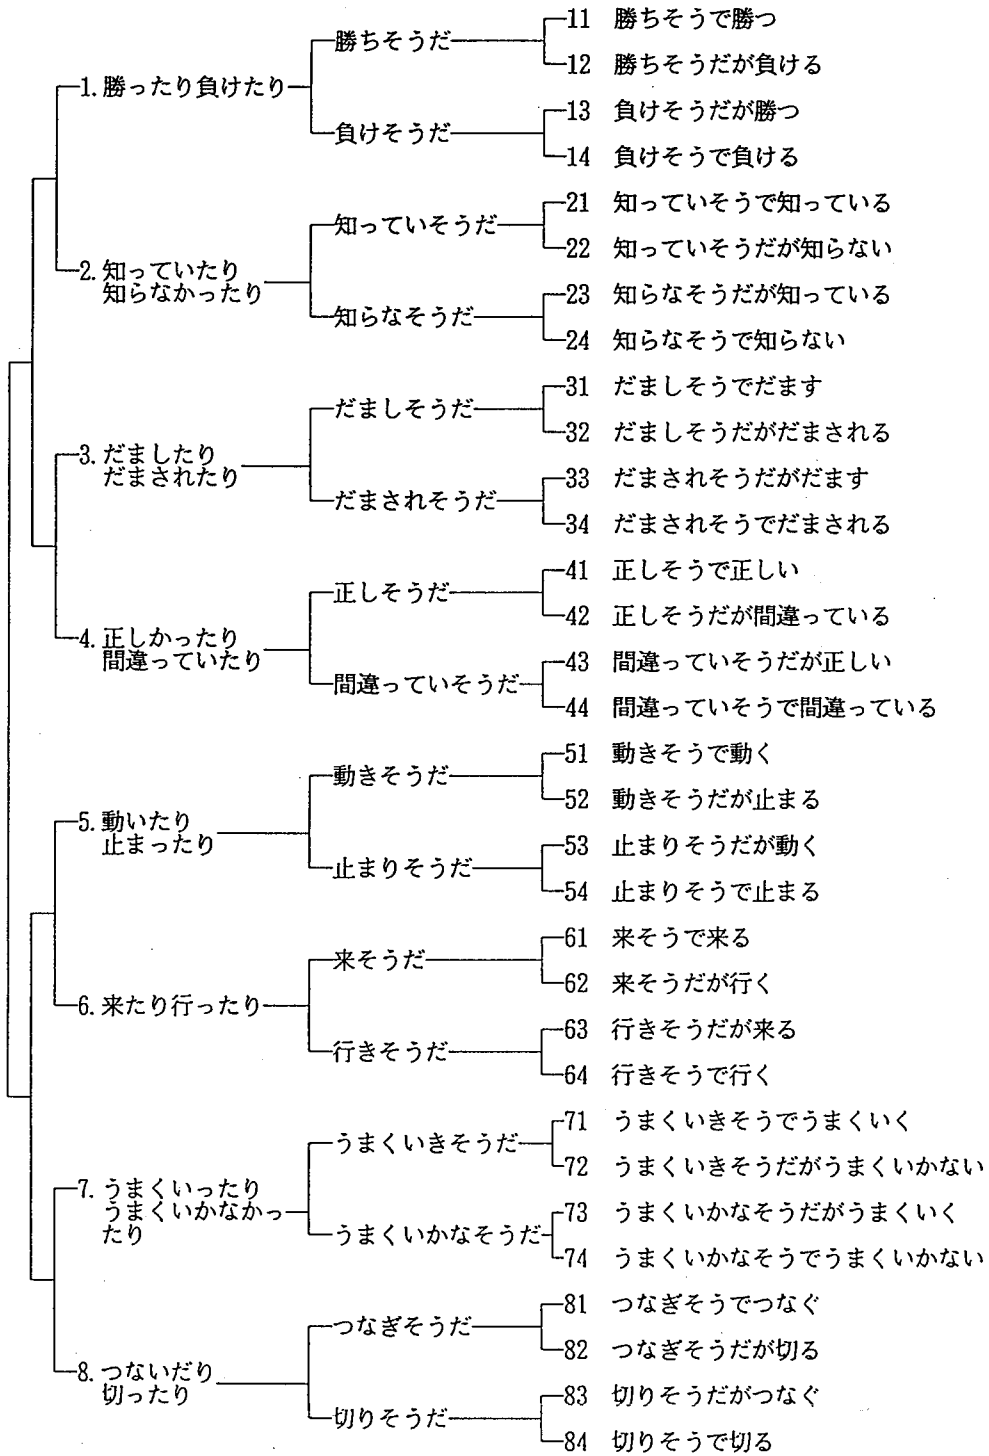 11 勝ちそうで勝つ
勝ちそうだ
12 勝ちそうだが負ける
1. 勝ったり負けたり
13 負けそうだが勝つ
負けそうだ
14 負けそうで負ける
21 知っていそうで知っている
知っていそうだ
22 知っていそうだが知らない
2. 知っていたり
知らなかったり
23 知らなそうだが知っている
知らなそうだ
24 知らなそうで知らない
31 だましそうでだます
だましそうだ
32 だましそうだがだまされる
3. だましたり
だまされたり
33 だまされそうだがだます
だまされそうだ
34 だまされそうでだまされる
41 正しそうで正しい
正しそうだ
42 正しそうだが間違っている
4. 正しかったり
間違っていたり
43 間違っていそうだが正しい
間違っていそうだ
44 間違っていそうで間違っている
51 動きそうで動く
動きそうだ
52 動きそうだが止まる
5. 動いたり
止まったり
53 止まりそうだが動く
止まりそうだ
54 止まりそうで止まる
61 来そうで来る
来そうだ
62 来そうだが行く
6. 来たり行ったり
63 行きそうだが来る
行きそうだ
64 行きそうで行く
71 うまくいきそうでうまくいく
うまくいきそうだ
72 うまくいきそうだがうまくいかない
7. うまくいったり
うまくいかなかっ
たり
73 うまくいかなそうだがうまくいく
うまくいかなそうだ
74 うまくいかなそうでうまくいかない
81 つなぎそうでつなぐ
つなぎそうだ
82 つなぎそうだが切る
8. つないだり
切ったり
83 切りそうだがつなぐ
切りそうだ
84 切りそうで切る